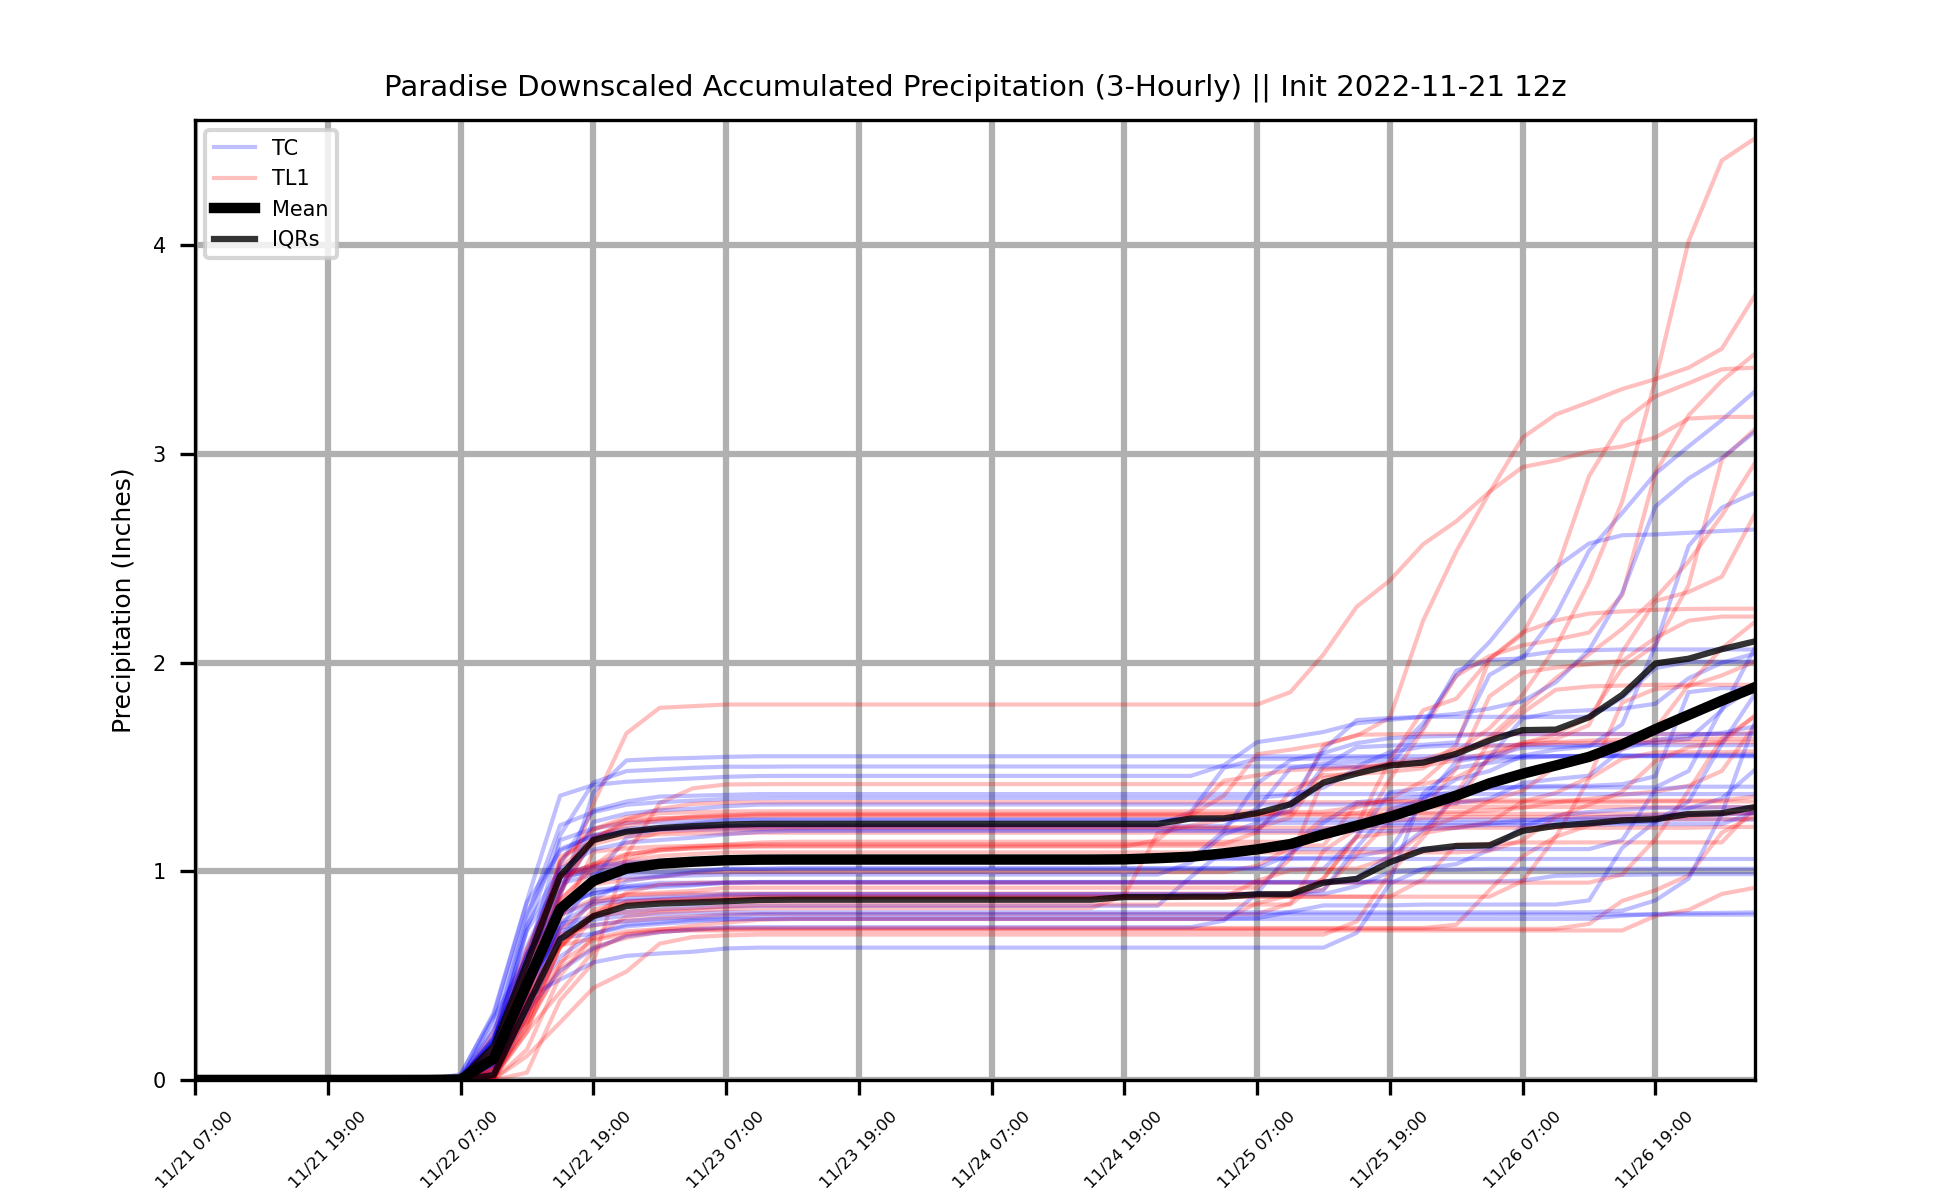 Paradise Downscaled Accumulated Precipitation (3-Hourly) || Init 2022-11-21 12z
TC
TL1
Mean
IQRs
Precipitation (Inches)
4
3
2
1
0
11/21 07:00
11/21 19:00
11/22 07:00
11/22 19:00
11/23 07:00
11/23 19:00
11/24 07:00
11/24 19:00
11/25 07:00
11/25 19:00
11/26 07:00
11/26 19:00